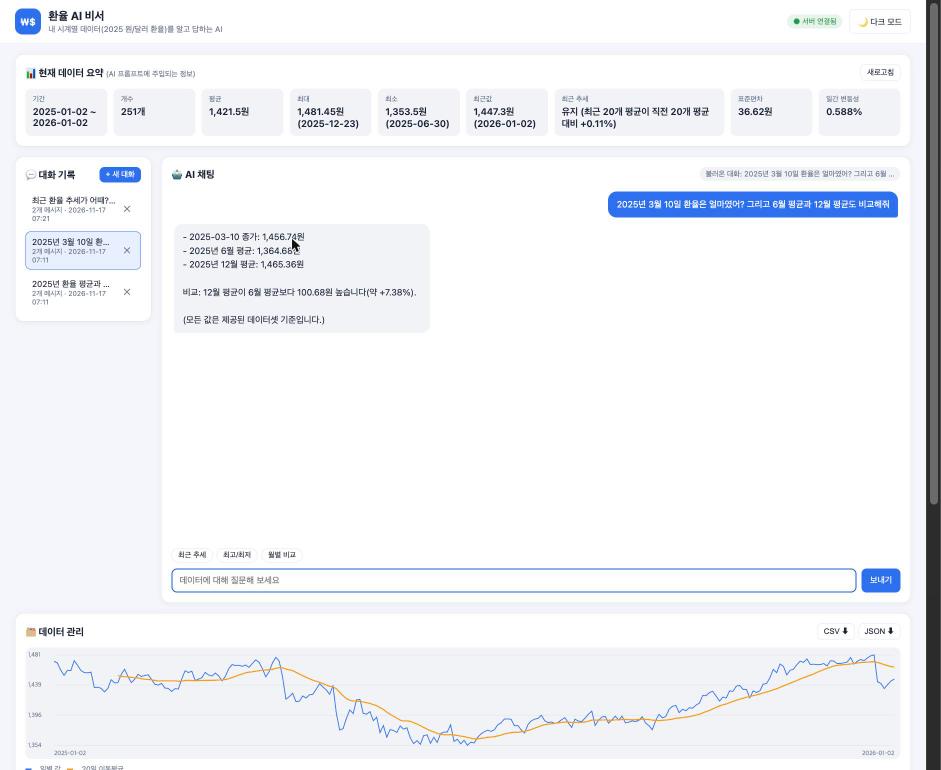 ₩$
환율 AI 비서
내 시계열 데이터(2025 원/달러 환율)를 알고 답하는 AI
서버 연결됨
🌙 다크 모드
📊 현재 데이터 요약 (AI 프롬프트에 주입되는 정보)
새로고침
기간
2025-01-02 ~
2026-01-02
개수
251개
평균
1,421.5원
최대
1,481.45원
(2025-12-23)
최소
1,353.5원
(2025-06-30)
최근값
1,447.3원
(2026-01-02)
최근 추세
유지 (최근 20개 평균이 직전 20개 평균
대비 +0.11%)
표준편차
36.62원
일간 변동성
0.588%
💬 대화 기록
+ 새 대화
최근 환율 추세가 어때?...
2개 메시지 · 2026-11-17
07:21
2025년 3월 10일 환...
2개 메시지 · 2026-11-17
07:11
2025년 환율 평균과 ...
2개 메시지 · 2026-11-17
07:11
🤖 AI 채팅
불러온 대화: 2025년 3월 10일 환율은 얼마였어? 그리고 6월 ...
2025년 3월 10일 환율은 얼마였어? 그리고 6월 평균과 12월 평균도 비교해줘
- 2025-03-10 종가: 1,456.74원
- 2025년 6월 평균: 1,364.68원
- 2025년 12월 평균: 1,465.36원
비교: 12월 평균이 6월 평균보다 100.68원 높습니다(약 +7.38%).
(모든 값은 제공된 데이터셋 기준입니다.)
최근 추세
최고/최저
월별 비교
데이터에 대해 질문해 보세요
보내기
🗂️ 데이터 관리
CSV ⬇
JSON ⬇
1,481
1,439
1,396
1,354
2025-01-02
2026-01-02
일별 값
20일 이동평균